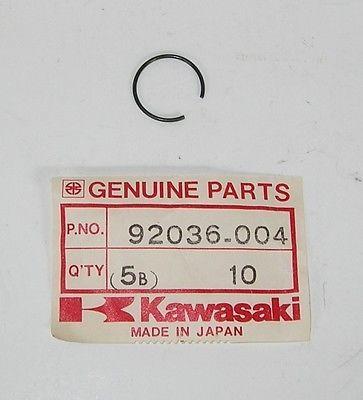 GENUINE PARTS
P.NO. 92036-004
Q'TY (5B) 10
Kawasaki
MADE IN JAPAN